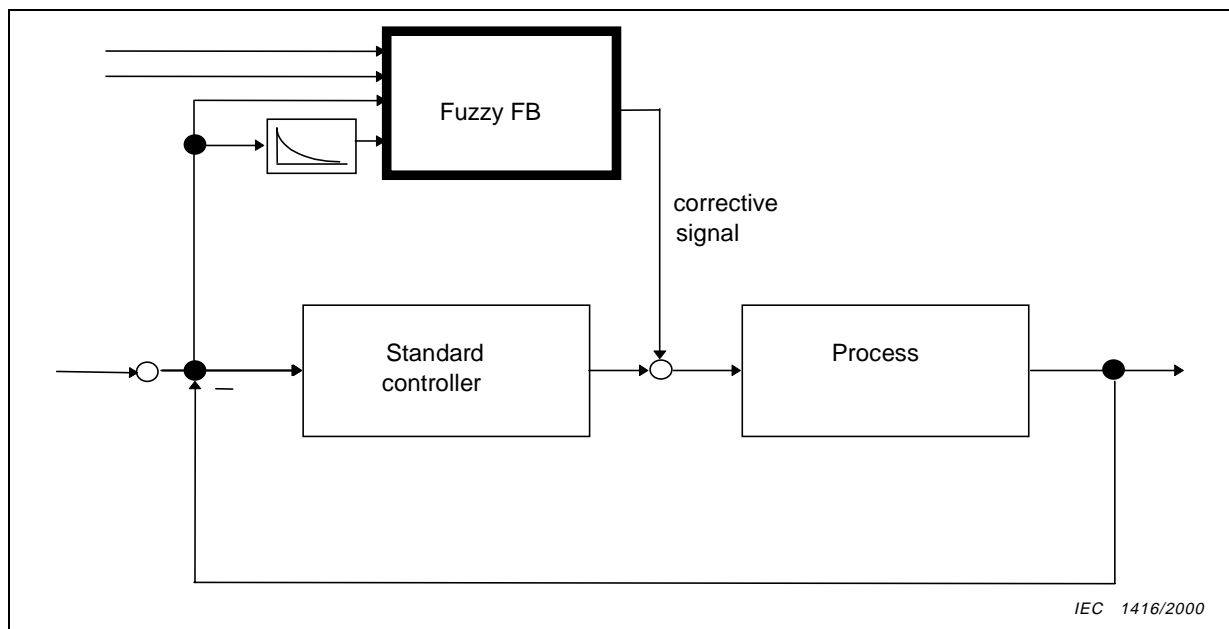 Fuzzy FB
corrective
signal
Standard
controller
Process
IEC 1416/2000